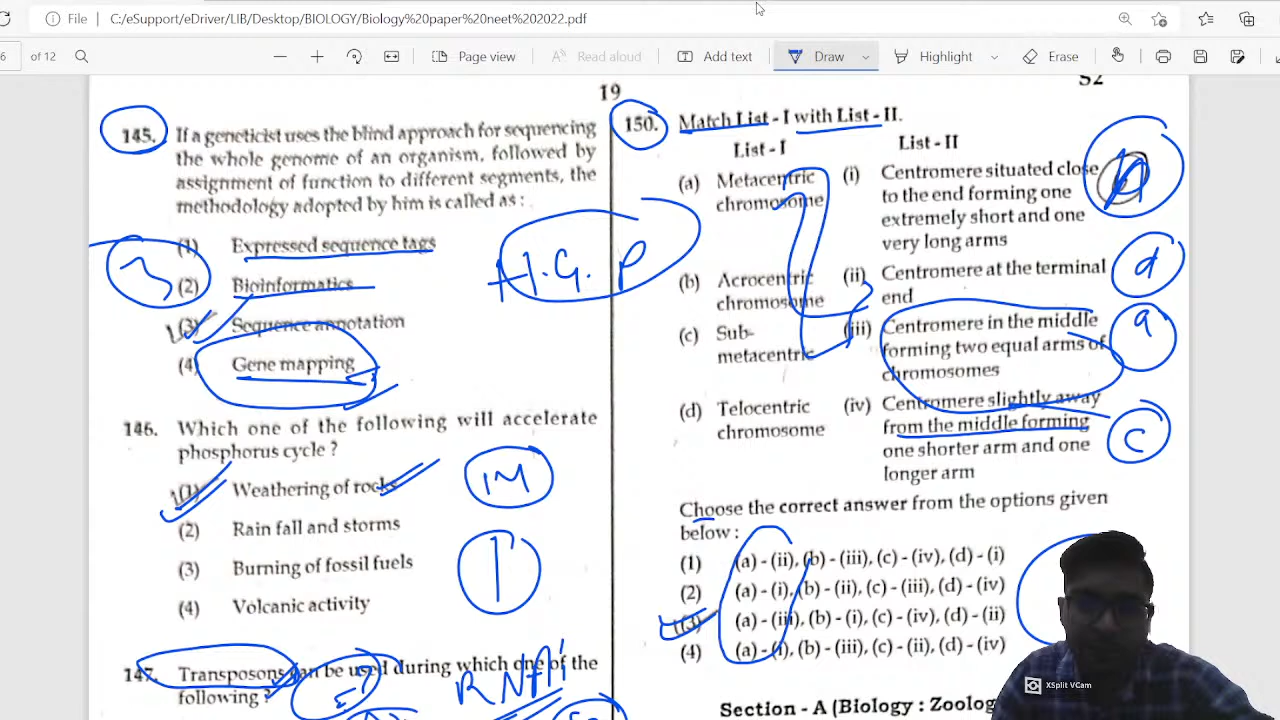 File
C:/eSupport/eDriver/LIB/Desktop/BIOLOGY/Biology%20paper%20neet%202022.pdf
6 of 12
Page view
Read aloud
Add text
Draw
Highlight
Erase
19
S2
145. If a geneticist uses the blind approach for sequencing
the whole genome of an organism, followed by
assignment of function to different segments, the
methodology adopted by him is called as :
(1) Expressed sequence tags
(2) Bioinformatics
(3) Sequence annotation
(4) Gene mapping
3
H.G.P
146. Which one of the following will accelerate
phosphorus cycle ?
(1) Weathering of rocks
(2) Rain fall and storms
(3) Burning of fossil fuels
(4) Volcanic activity
1
147. Transposons can be used during which one of the
following ?
RNAi
150. Match List - I with List - II.
List - I List - II
(a) Metacentric (i) Centromere situated close
chromosome to the end forming one
extremely short and one
very long arms
(b) Acrocentric (ii) Centromere at the terminal
chromosome end
(c) Sub- (iii) Centromere in the middle
metacentric forming two equal arms of
chromosomes
(d) Telocentric (iv) Centromere slightly away
chromosome from the middle forming
one shorter arm and one
longer arm
d
a
c
Choose the correct answer from the options given
below :
(1) (a) - (ii), (b) - (iii), (c) - (iv), (d) - (i)
(2) (a) - (i), (b) - (ii), (c) - (iii), (d) - (iv)
(3) (a) - (iii), (b) - (i), (c) - (iv), (d) - (ii)
(4) (a) - (i), (b) - (iii), (c) - (ii), (d) - (iv)
Section - A (Biology : Zoolog
XSplit VCam